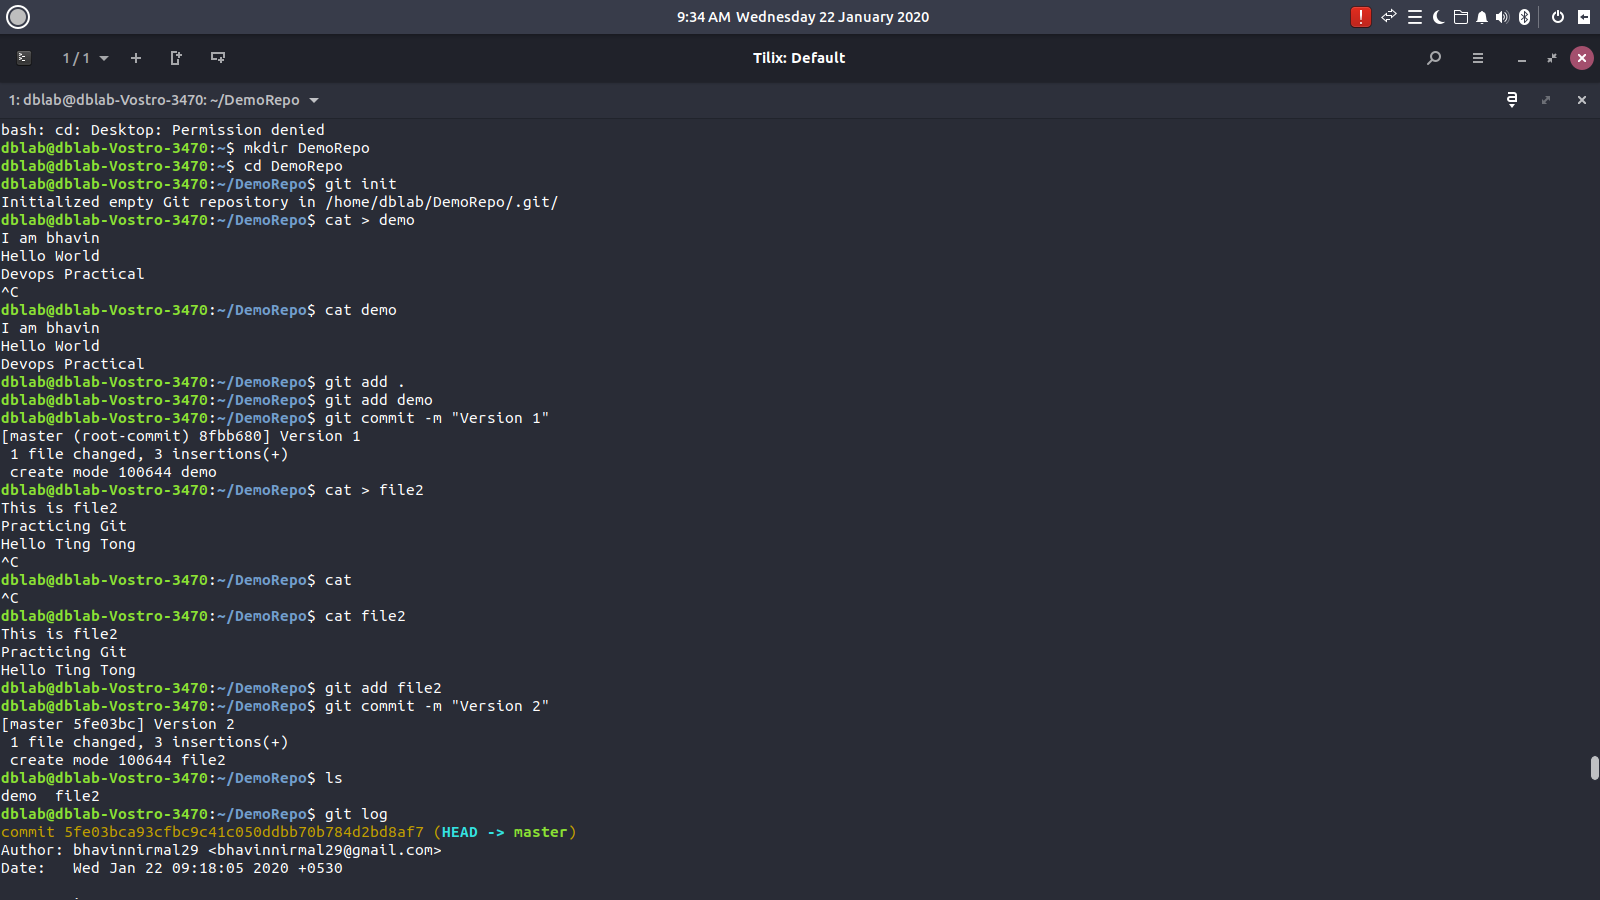 9:34 AM Wednesday 22 January 2020
1 / 1
Tilix: Default
1: dblab@dblab-Vostro-3470: ~/DemoRepo
bash: cd: Desktop: Permission denied
dblab@dblab-Vostro-3470:~$ mkdir DemoRepo
dblab@dblab-Vostro-3470:~$ cd DemoRepo
dblab@dblab-Vostro-3470:~/DemoRepo$ git init
Initialized empty Git repository in /home/dblab/DemoRepo/.git/
dblab@dblab-Vostro-3470:~/DemoRepo$ cat > demo
I am bhavin
Hello World
Devops Practical
^C
dblab@dblab-Vostro-3470:~/DemoRepo$ cat demo
I am bhavin
Hello World
Devops Practical
dblab@dblab-Vostro-3470:~/DemoRepo$ git add .
dblab@dblab-Vostro-3470:~/DemoRepo$ git add demo
dblab@dblab-Vostro-3470:~/DemoRepo$ git commit -m "Version 1"
[master (root-commit) 8fbb680] Version 1
 1 file changed, 3 insertions(+)
 create mode 100644 demo
dblab@dblab-Vostro-3470:~/DemoRepo$ cat > file2
This is file2
Practicing Git
Hello Ting Tong
^C
dblab@dblab-Vostro-3470:~/DemoRepo$ cat
^C
dblab@dblab-Vostro-3470:~/DemoRepo$ cat file2
This is file2
Practicing Git
Hello Ting Tong
dblab@dblab-Vostro-3470:~/DemoRepo$ git add file2
dblab@dblab-Vostro-3470:~/DemoRepo$ git commit -m "Version 2"
[master 5fe03bc] Version 2
 1 file changed, 3 insertions(+)
 create mode 100644 file2
dblab@dblab-Vostro-3470:~/DemoRepo$ ls
demo  file2
dblab@dblab-Vostro-3470:~/DemoRepo$ git log
commit 5fe03bca93cfbc9c41c050ddbb70b784d2bd8af7 (HEAD -> master)
Author: bhavinnirmal29 <bhavinnirmal29@gmail.com>
Date:   Wed Jan 22 09:18:05 2020 +0530